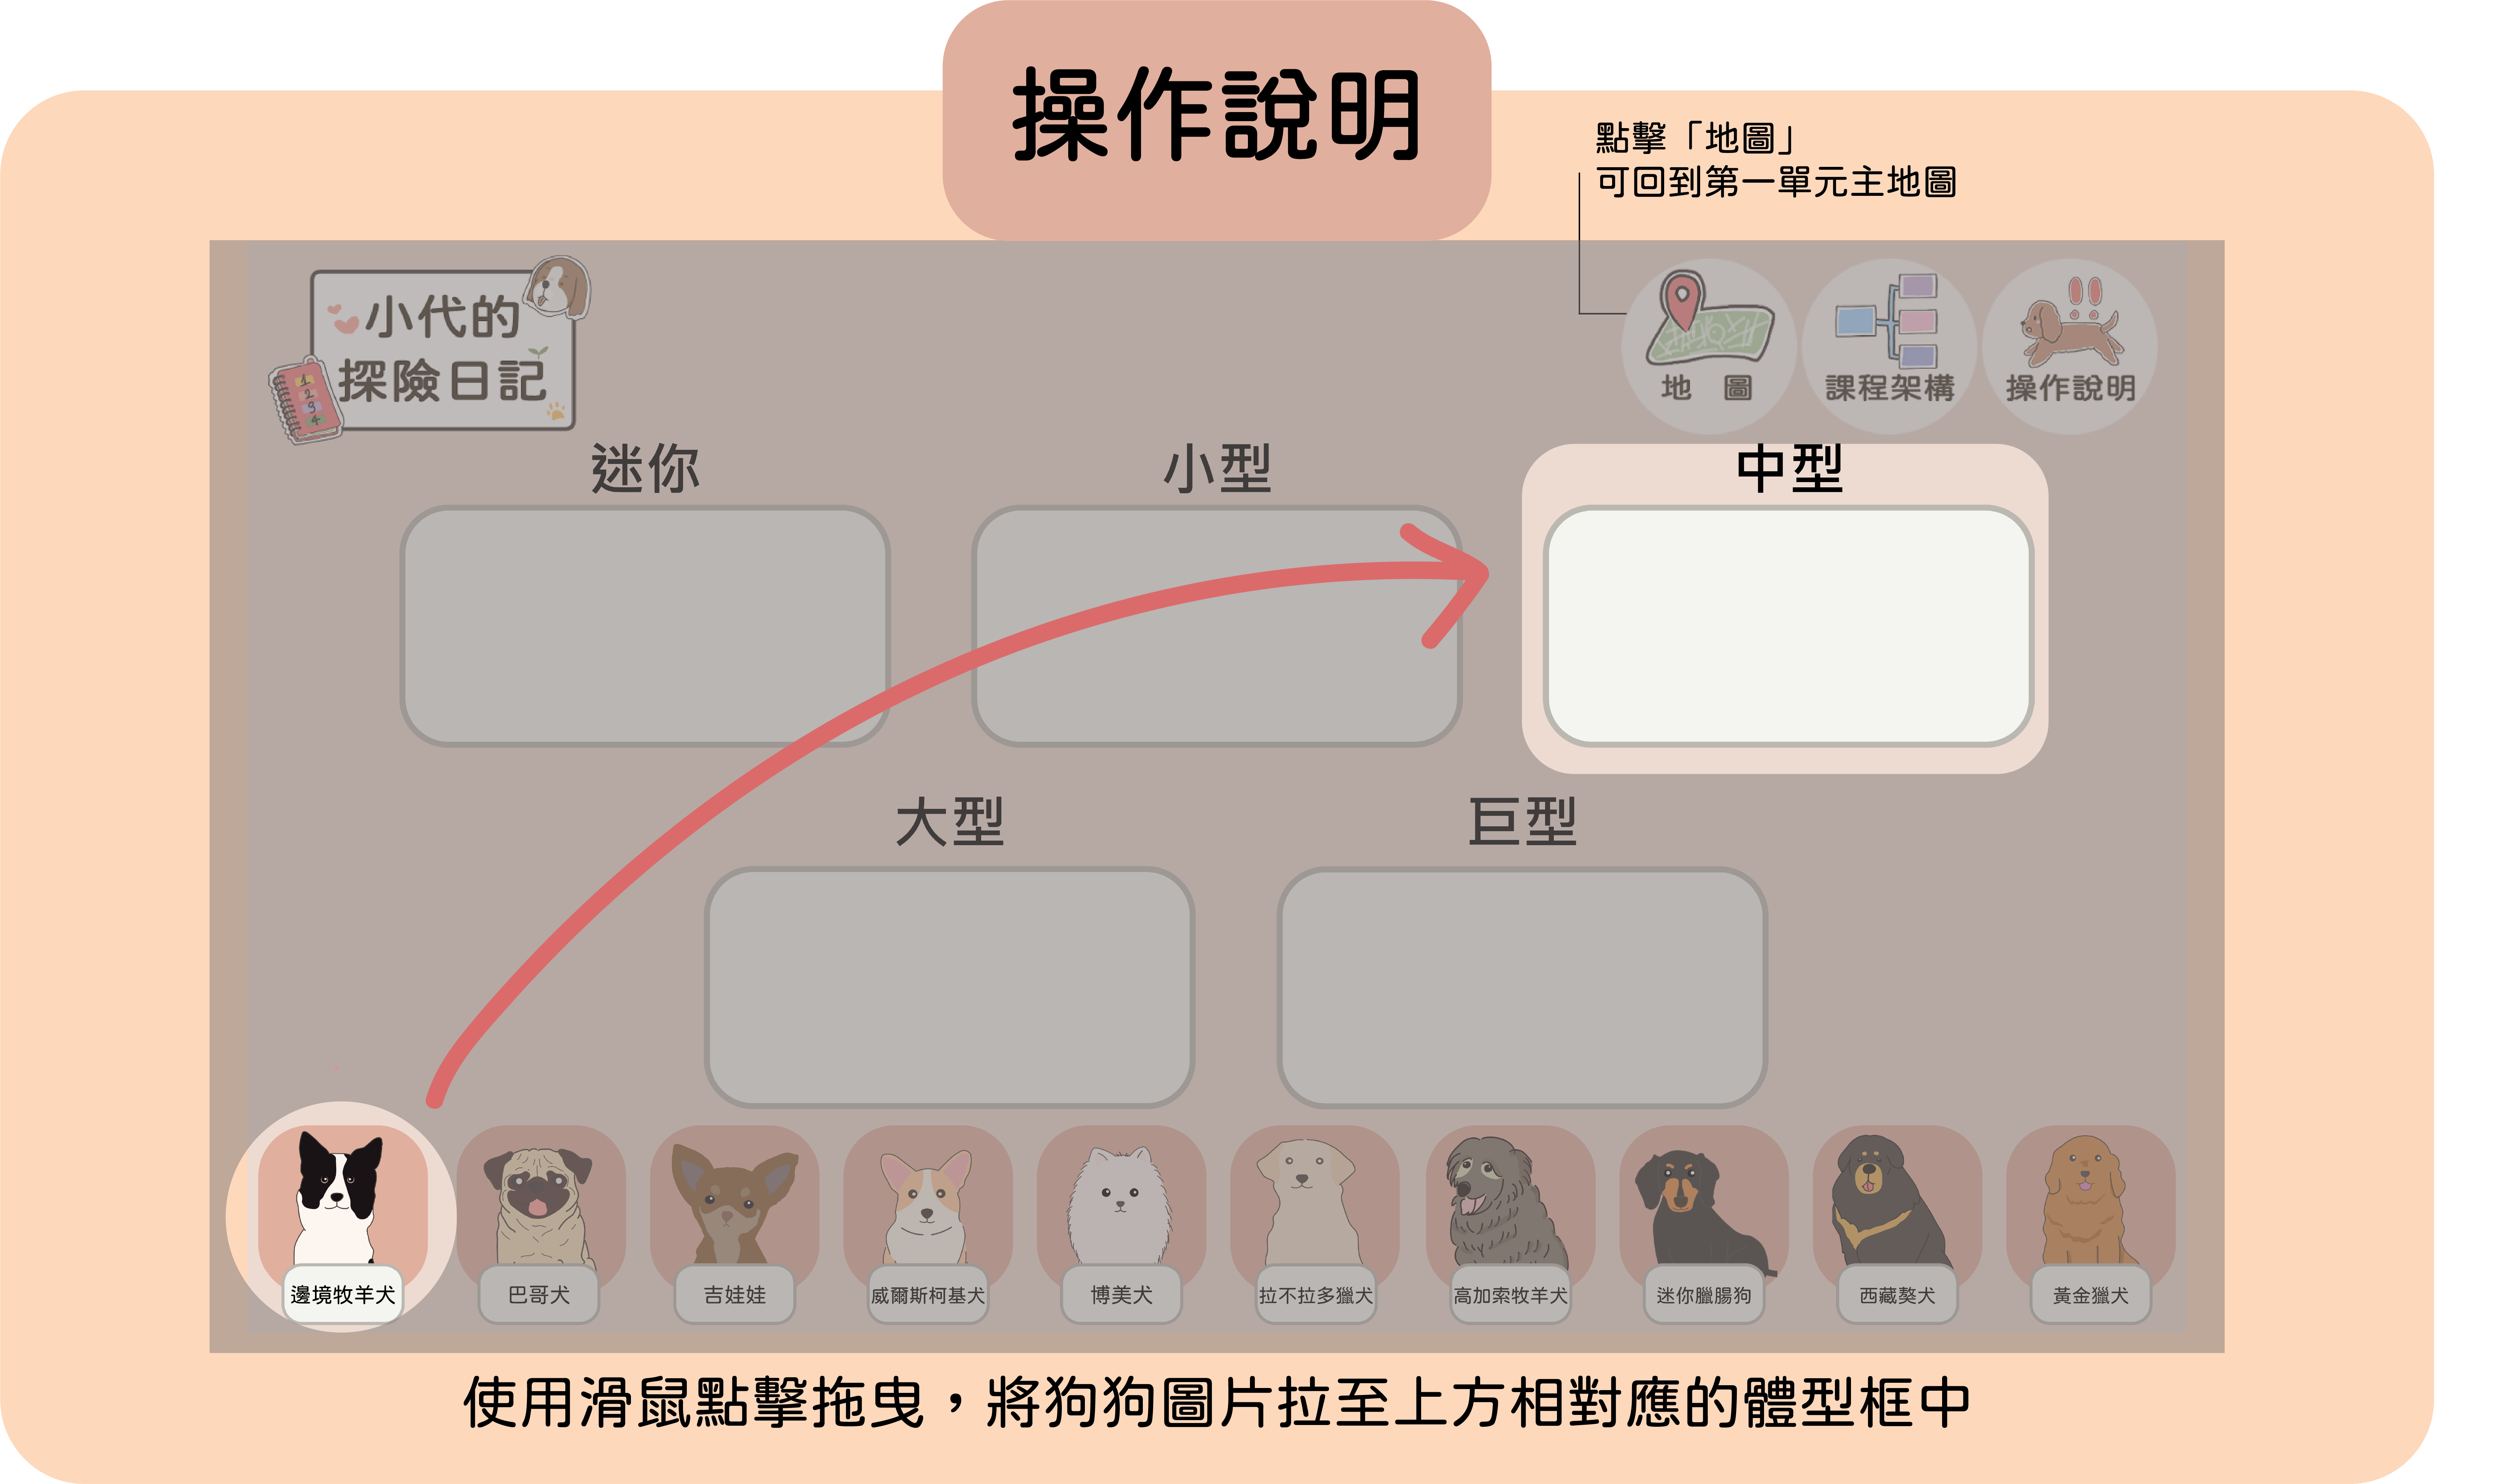 操作說明
點擊「地圖」
可回到第一單元主地圖
小代的
探險日記
1
2
3
4
地 圖
課程架構
操作說明
迷你
小型
中型
大型
巨型
邊境牧羊犬
巴哥犬
吉娃娃
威爾斯柯基犬
博美犬
拉不拉多獵犬
高加索牧羊犬
迷你臘腸狗
西藏獒犬
黃金獵犬
使用滑鼠點擊拖曳，將狗狗圖片拉至上方相對應的體型框中